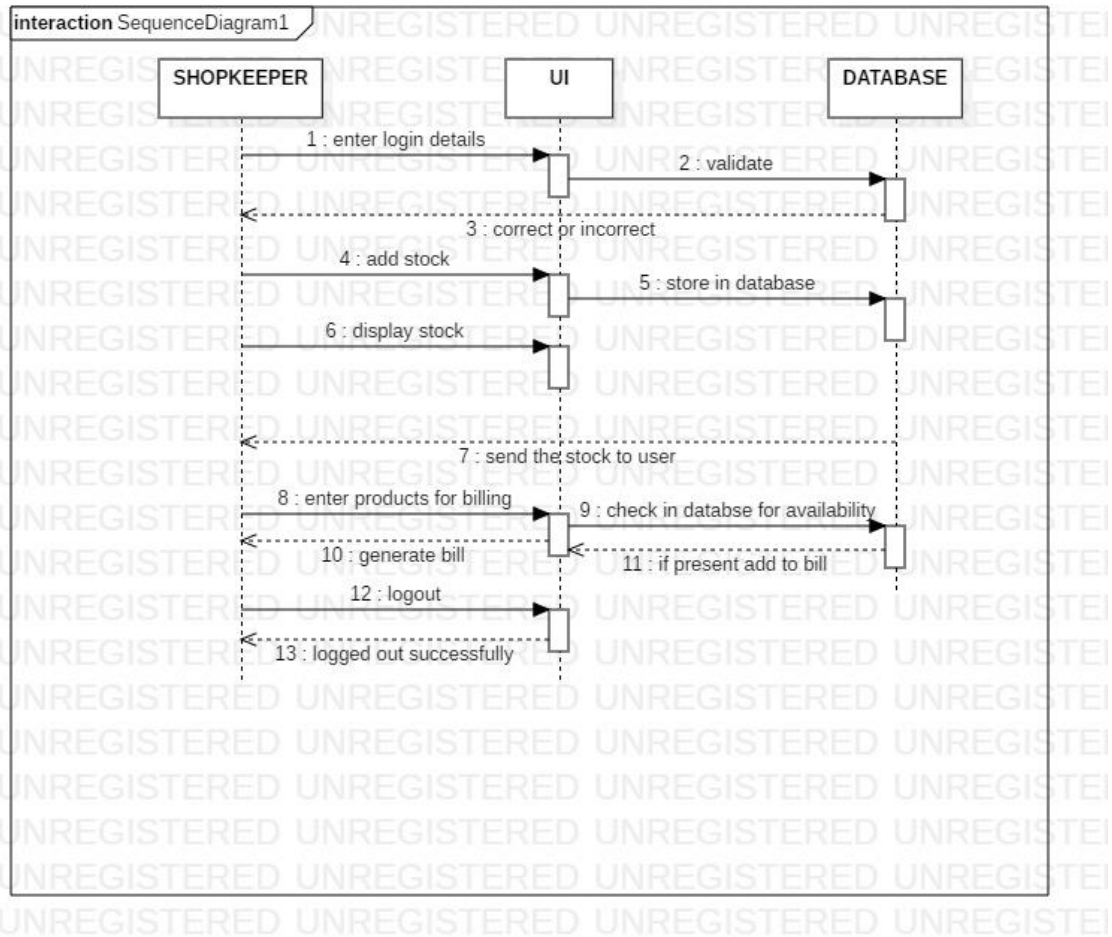 interaction SequenceDiagram1
SHOPKEEPER
UI
DATABASE
1 : enter login details
2 : validate
3 : correct or incorrect
4 : add stock
5 : store in database
6 : display stock
7 : send the stock to user
8 : enter products for billing
9 : check in databse for availability
10 : generate bill
11 : if present add to bill
12 : logout
13 : logged out successfully
UNREGISTERED